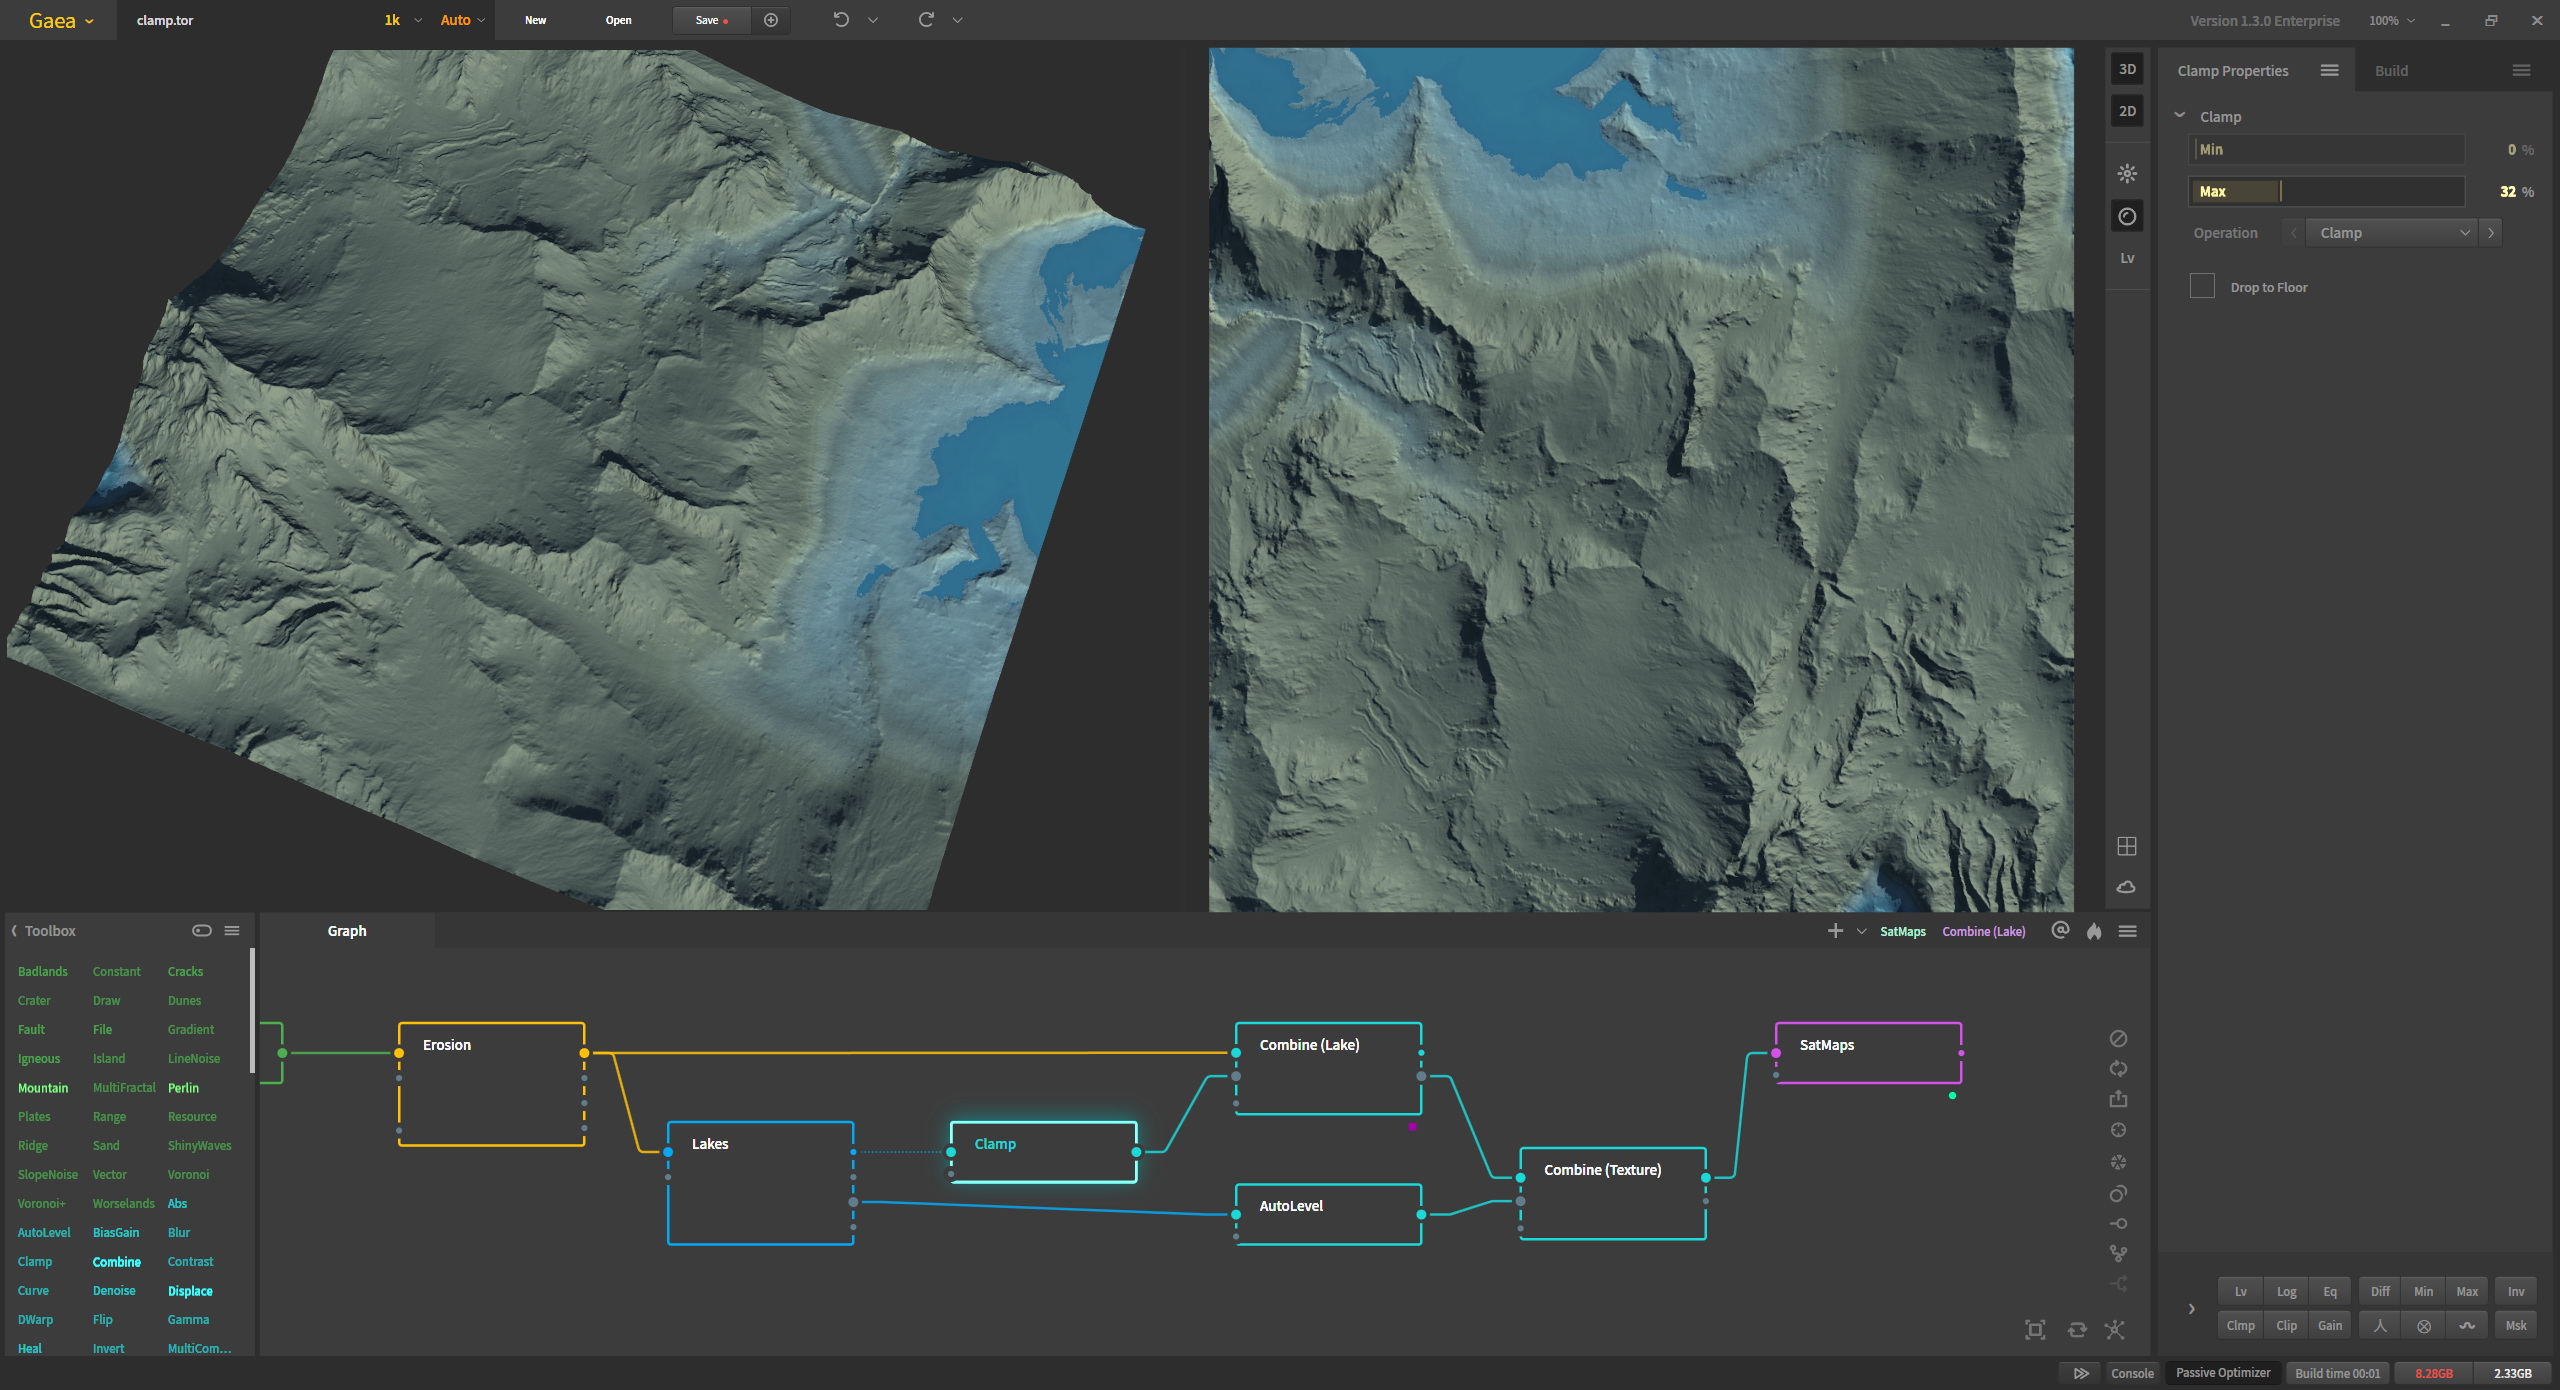 Gaea
clamp.tor
1k
Auto
New
Open
Save
Version 1.3.0 Enterprise
100%
3D
2D
Lv
Clamp Properties
Build
Clamp
Min
0 %
Max
32 %
Operation
Clamp
Drop to Floor
Toolbox
Badlands Constant Cracks
Crater Draw Dunes
Fault File Gradient
Igneous Island LineNoise
Mountain MultiFractal Perlin
Plates Range Resource
Ridge Sand ShinyWaves
SlopeNoise Vector Voronoi
Voronoi+ Worselands Abs
AutoLevel BiasGain Blur
Clamp Combine Contrast
Curve Denoise Displace
DWarp Flip Gamma
Heal Invert MultiCom...
Graph
SatMaps
Combine (Lake)
Erosion
Combine (Lake)
SatMaps
Lakes
Clamp
Combine (Texture)
AutoLevel
Lv Log Eq Diff Min Max Inv
Clmp Clip Gain Msk
Console
Passive Optimizer
Build time 00:01
8.28GB
2.33GB